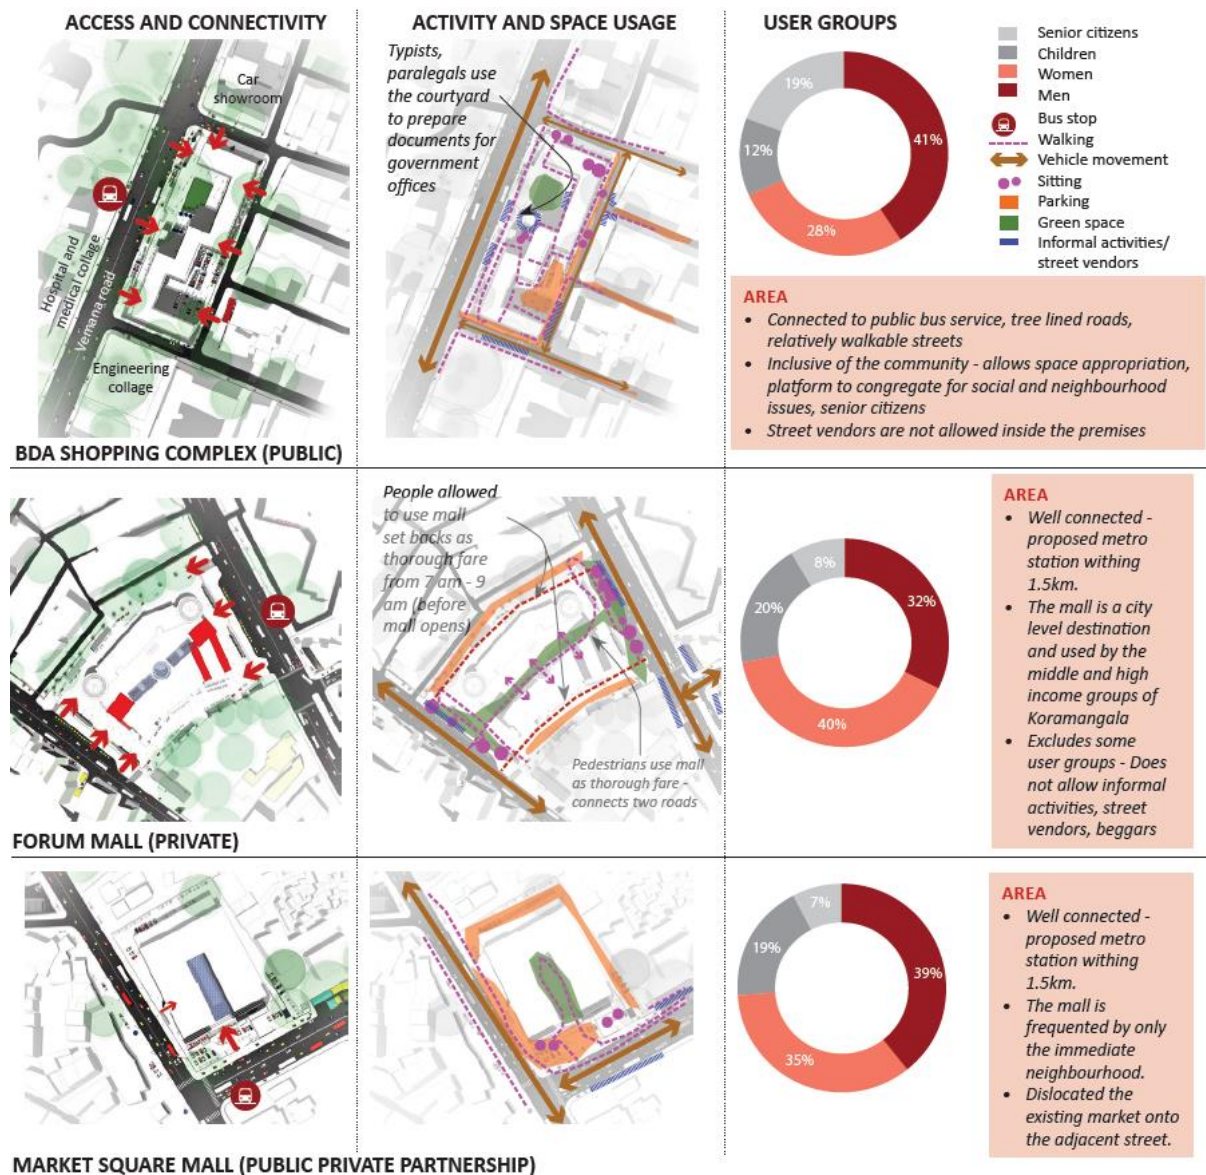 ACCESS AND CONNECTIVITY
ACTIVITY AND SPACE USAGE
USER GROUPS
Car
showroom
Hospital and
medical collage
Vemana road
Engineering
collage
Typists,
paralegals use
the courtyard
to prepare
documents for
government
offices
19%
41%
12%
28%
Senior citizens
Children
Women
Men
Bus stop
Walking
Vehicle movement
Sitting
Parking
Green space
Informal activities/
street vendors
AREA
• Connected to public bus service, tree lined roads,
relatively walkable streets
• Inclusive of the community - allows space appropriation,
platform to congregate for social and neighbourhood
issues, senior citizens
• Street vendors are not allowed inside the premises
BDA SHOPPING COMPLEX (PUBLIC)
People allowed
to use mall
set backs as
thorough fare
from 7 am - 9
am (before
mall opens)
Pedestrians use mall
as thorough fare -
connects two roads
8%
32%
20%
40%
AREA
• Well connected -
proposed metro
station withing
1.5km.
• The mall is a city
level destination
and used by the
middle and high
income groups of
Koramangala
• Excludes some
user groups - Does
not allow informal
activities, street
vendors, beggars
FORUM MALL (PRIVATE)
7%
39%
19%
35%
AREA
• Well connected -
proposed metro
station withing
1.5km.
• The mall is
frequented by only
the immediate
neighbourhood.
• Dislocated the
existing market onto
the adjacent street.
MARKET SQUARE MALL (PUBLIC PRIVATE PARTNERSHIP)